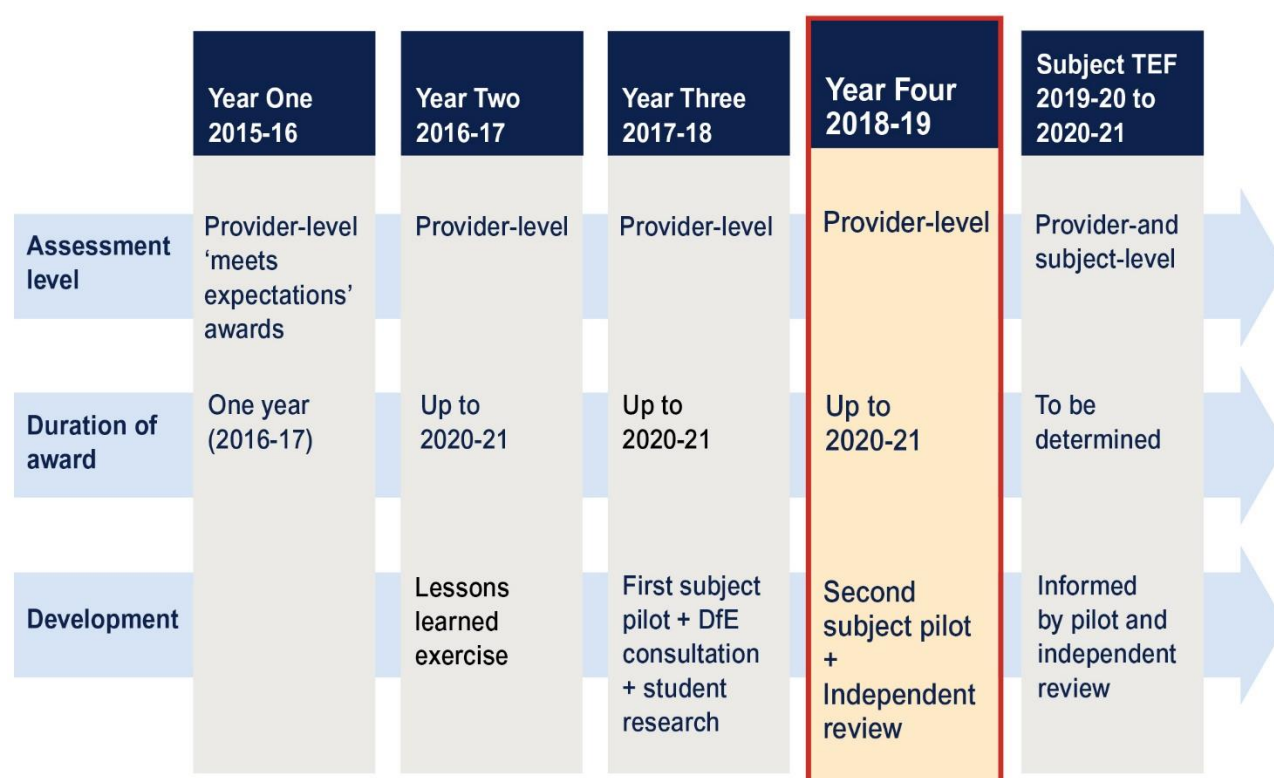 Year One
2015-16
Year Two
2016-17
Year Three
2017-18
Year Four
2018-19
Subject TEF
2019-20 to
2020-21
Assessment
level
Provider-level
‘meets
expectations’
awards
Provider-level
Provider-level
Provider-level
Provider-and
subject-level
Duration of
award
One year
(2016-17)
Up to
2020-21
Up to
2020-21
Up to
2020-21
To be
determined
Development
Lessons
learned
exercise
First subject
pilot + DfE
consultation
+ student
research
Second
subject pilot
+
Independent
review
Informed
by pilot and
independent
review